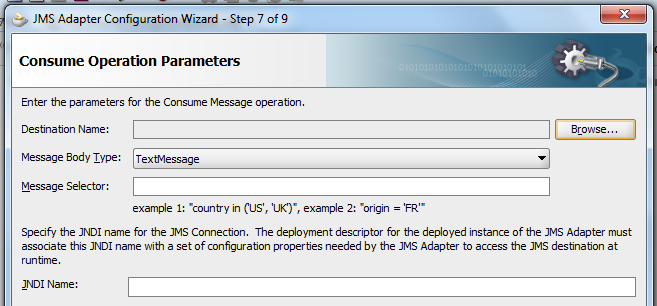 JMS Adapter Configuration Wizard - Step 7 of 9
Consume Operation Parameters
0101010101010101010101010101
010101010101
Enter the parameters for the Consume Message operation.
Destination Name: Browse...
Message Body Type: TextMessage
Message Selector:
example 1: "country in ('US', 'UK')", example 2: "origin = 'FR'"
Specify the JNDI name for the JMS Connection. The deployment descriptor for the deployed instance of the JMS Adapter must
associate this JNDI name with a set of configuration properties needed by the JMS Adapter to access the JMS destination at
runtime.
JNDI Name: